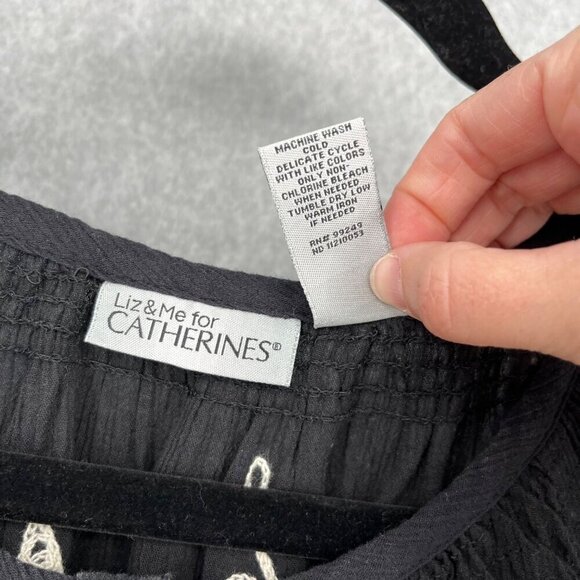 MACHINE WASH
COLD
DELICATE CYCLE
WITH LIKE COLORS
ONLY NON-
CHLORINE BLEACH
WHEN NEEDED
TUMBLE DRY LOW
WARM IRON
IF NEEDED
RN# 99249
ND 11210053
Liz&Me for
CATHERINES®